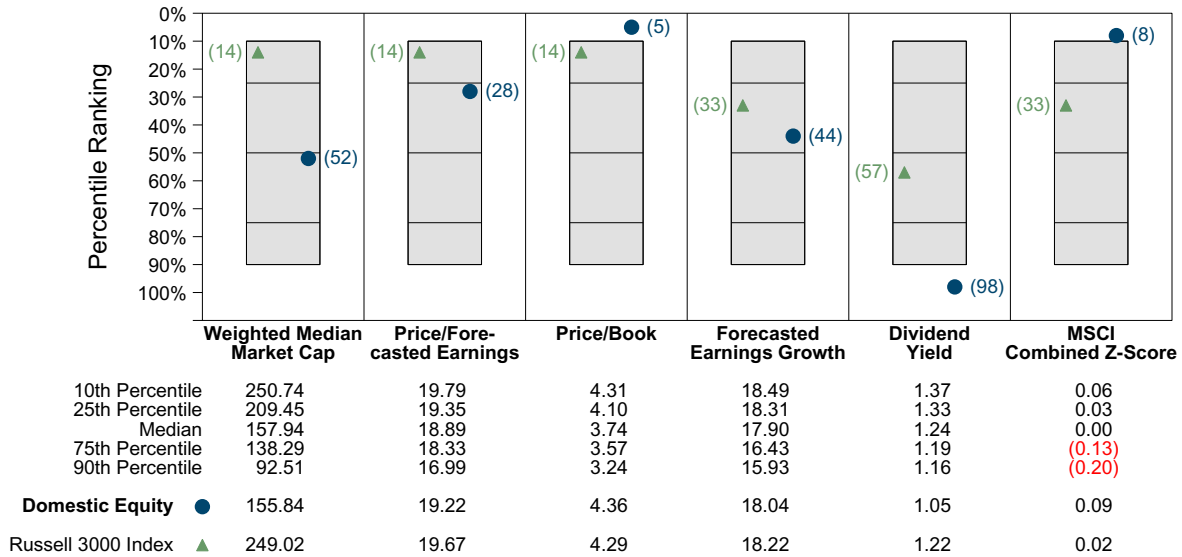 Percentile Ranking
0%
10%
20%
30%
40%
50%
60%
70%
80%
90%
100%
(14)
(52)
(14)
(28)
(14)
(5)
(33)
(44)
(57)
(98)
(33)
(8)
Weighted Median
Market Cap
Price/Fore-
casted Earnings
Price/Book
Forecasted
Earnings Growth
Dividend
Yield
MSCI
Combined Z-Score
10th Percentile 250.74 19.79 4.31 18.49 1.37 0.06
25th Percentile 209.45 19.35 4.10 18.31 1.33 0.03
Median 157.94 18.89 3.74 17.90 1.24 0.00
75th Percentile 138.29 18.33 3.57 16.43 1.19 (0.13)
90th Percentile 92.51 16.99 3.24 15.93 1.16 (0.20)
Domestic Equity 155.84 19.22 4.36 18.04 1.05 0.09
Russell 3000 Index 249.02 19.67 4.29 18.22 1.22 0.02